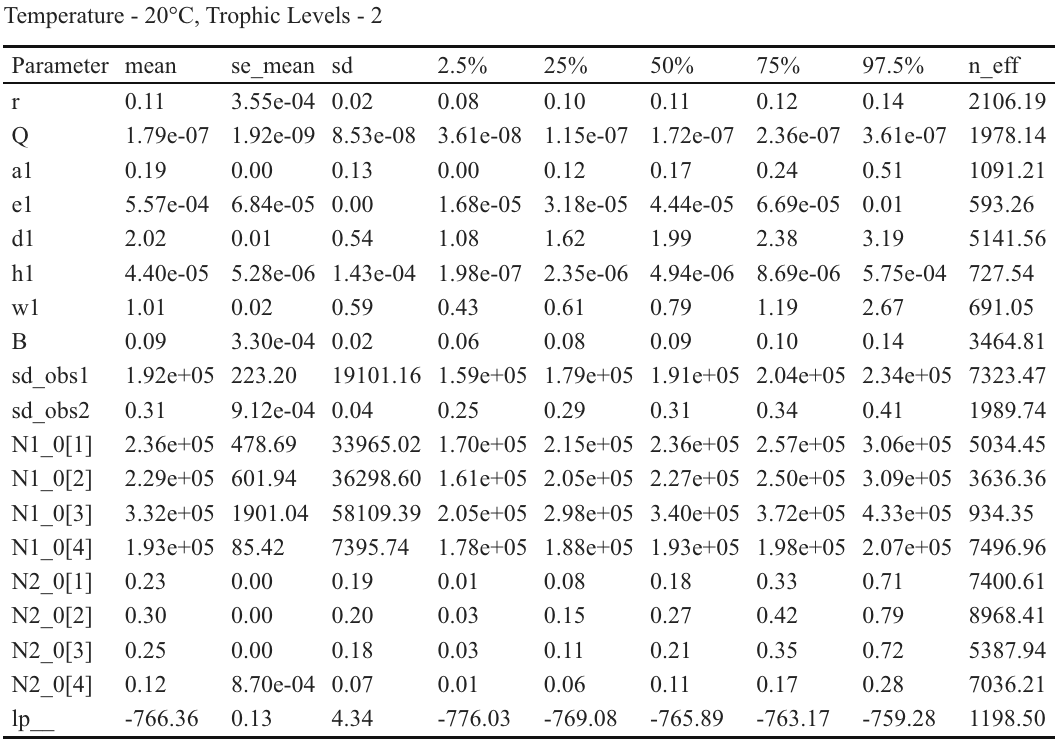 Temperature - 20°C, Trophic Levels - 2
Parameter mean se_mean sd 2.5% 25% 50% 75% 97.5% n_eff
r 0.11 3.55e-04 0.02 0.08 0.10 0.11 0.12 0.14 2106.19
Q 1.79e-07 1.92e-09 8.53e-08 3.61e-08 1.15e-07 1.72e-07 2.36e-07 3.61e-07 1978.14
a1 0.19 0.00 0.13 0.00 0.12 0.17 0.24 0.51 1091.21
e1 5.57e-04 6.84e-05 0.00 1.68e-05 3.18e-05 4.44e-05 6.69e-05 0.01 593.26
d1 2.02 0.01 0.54 1.08 1.62 1.99 2.38 3.19 5141.56
h1 4.40e-05 5.28e-06 1.43e-04 1.98e-07 2.35e-06 4.94e-06 8.69e-06 5.75e-04 727.54
w1 1.01 0.02 0.59 0.43 0.61 0.79 1.19 2.67 691.05
B 0.09 3.30e-04 0.02 0.06 0.08 0.09 0.10 0.14 3464.81
sd_obs1 1.92e+05 223.20 19101.16 1.59e+05 1.79e+05 1.91e+05 2.04e+05 2.34e+05 7323.47
sd_obs2 0.31 9.12e-04 0.04 0.25 0.29 0.31 0.34 0.41 1989.74
N1_0[1] 2.36e+05 478.69 33965.02 1.70e+05 2.15e+05 2.36e+05 2.57e+05 3.06e+05 5034.45
N1_0[2] 2.29e+05 601.94 36298.60 1.61e+05 2.05e+05 2.27e+05 2.50e+05 3.09e+05 3636.36
N1_0[3] 3.32e+05 1901.04 58109.39 2.05e+05 2.98e+05 3.40e+05 3.72e+05 4.33e+05 934.35
N1_0[4] 1.93e+05 85.42 7395.74 1.78e+05 1.88e+05 1.93e+05 1.98e+05 2.07e+05 7496.96
N2_0[1] 0.23 0.00 0.19 0.01 0.08 0.18 0.33 0.71 7400.61
N2_0[2] 0.30 0.00 0.20 0.03 0.15 0.27 0.42 0.79 8968.41
N2_0[3] 0.25 0.00 0.18 0.03 0.11 0.21 0.35 0.72 5387.94
N2_0[4] 0.12 8.70e-04 0.07 0.01 0.06 0.11 0.17 0.28 7036.21
lp__ -766.36 0.13 4.34 -776.03 -769.08 -765.89 -763.17 -759.28 1198.50